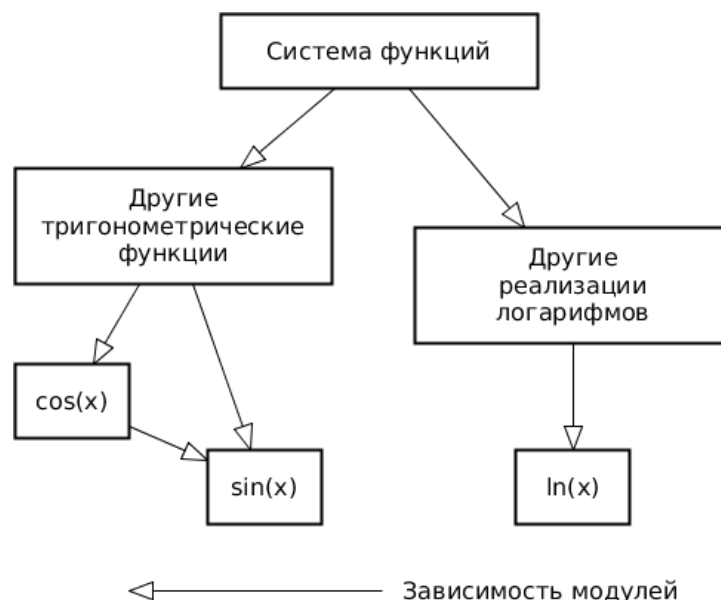 Система функций
Другие
тригонометрические
функции
Другие
реализации
логарифмов
cos(x)
sin(x)
ln(x)
Зависимость модулей